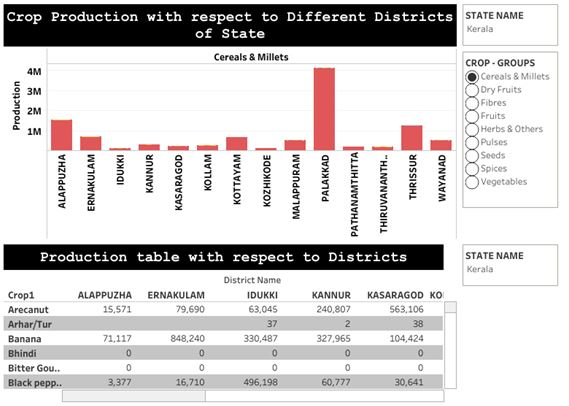 Crop Production with respect to Different Districts
of State
STATE NAME
Kerala
Cereals & Millets
CROP - GROUPS
Cereals & Millets
Dry Fruits
Fibres
Fruits
Herbs & Others
Pulses
Seeds
Spices
Vegetables
Production
4M
3M
2M
1M
ALAPPUZHA
ERNAKULAM
IDUKKI
KANNUR
KASARAGOD
KOLLAM
KOTTAYAM
KOZHIKODE
MALAPPURAM
PALAKKAD
PATHANAMTHITTA
THIRUVANANTH..
THRISSUR
WAYANAD
Production table with respect to Districts
STATE NAME
Kerala
District Name
Crop1 ALAPPUZHA ERNAKULAM IDUKKI KANNUR KASARAGOD KOI
Arecanut 15,571 79,690 63,045 240,807 563,106
Arhar/Tur 37 2 38
Banana 71,117 848,240 330,487 327,965 104,424
Bhindi 0 0 0 0 0
Bitter Gou.. 0 0 0 0 0
Black pepp.. 3,377 16,710 496,198 60,777 30,641